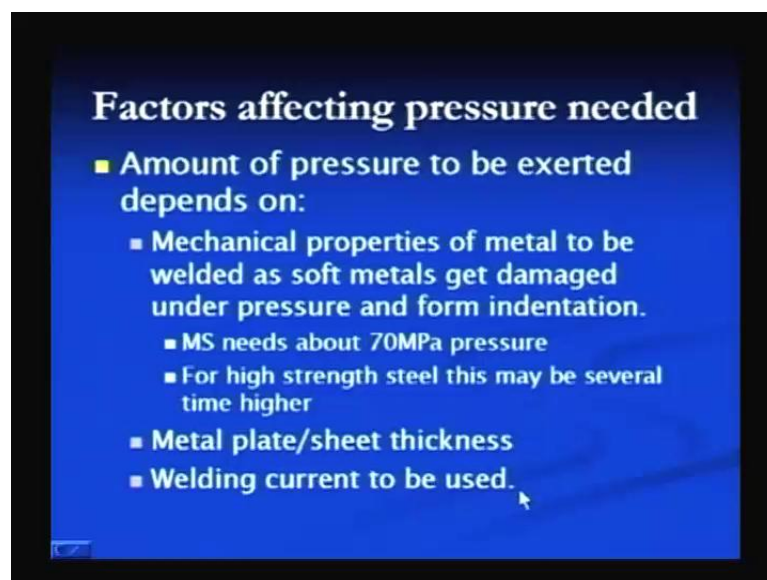 Factors affecting pressure needed
Amount of pressure to be exerted
depends on:
Mechanical properties of metal to be
welded as soft metals get damaged
under pressure and form indentation.
MS needs about 70MPa pressure
For high strength steel this may be several
time higher
Metal plate/sheet thickness
Welding current to be used.